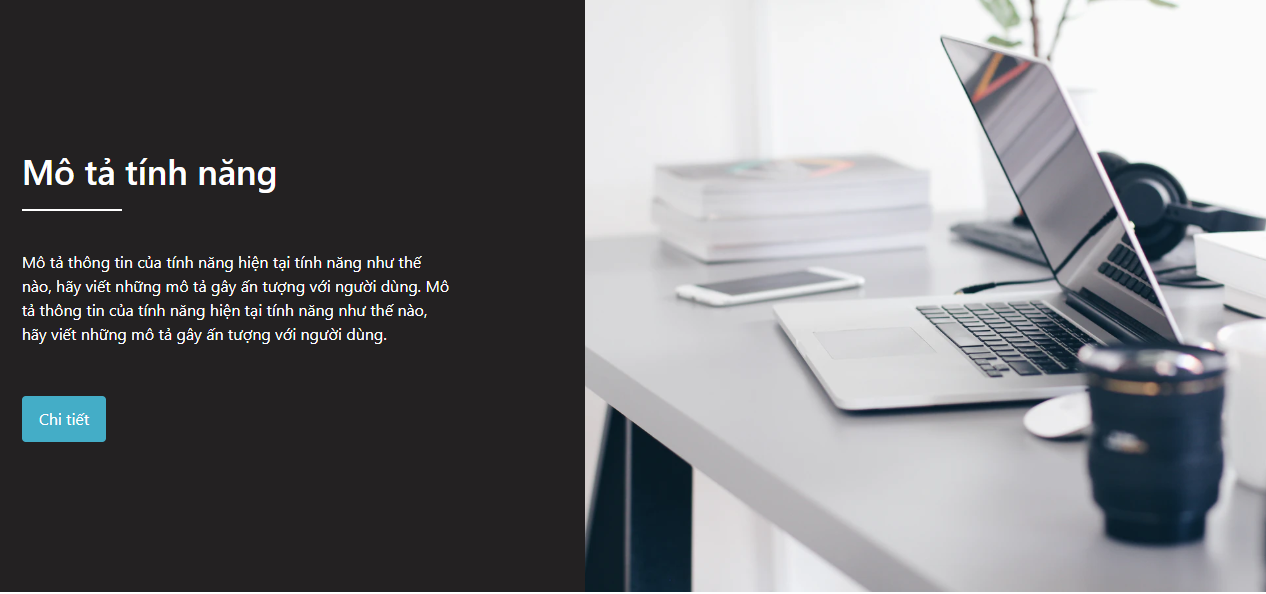 Mô tả tính năng
Mô tả thông tin của tính năng hiện tại tính năng như thế
nào, hãy viết những mô tả gây ấn tượng với người dùng. Mô
tả thông tin của tính năng hiện tại tính năng như thế nào,
hãy viết những mô tả gây ấn tượng với người dùng.
Chi tiết